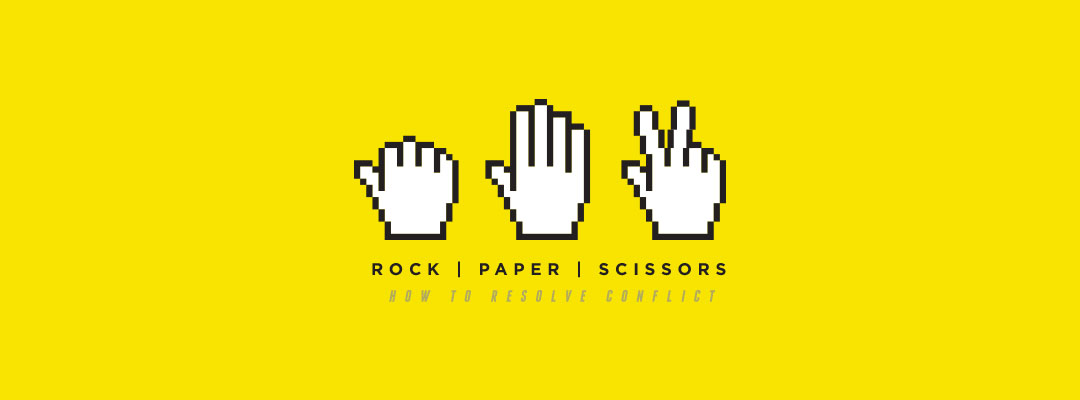 ROCK | PAPER | SCISSORS
HOW TO RESOLVE CONFLICT